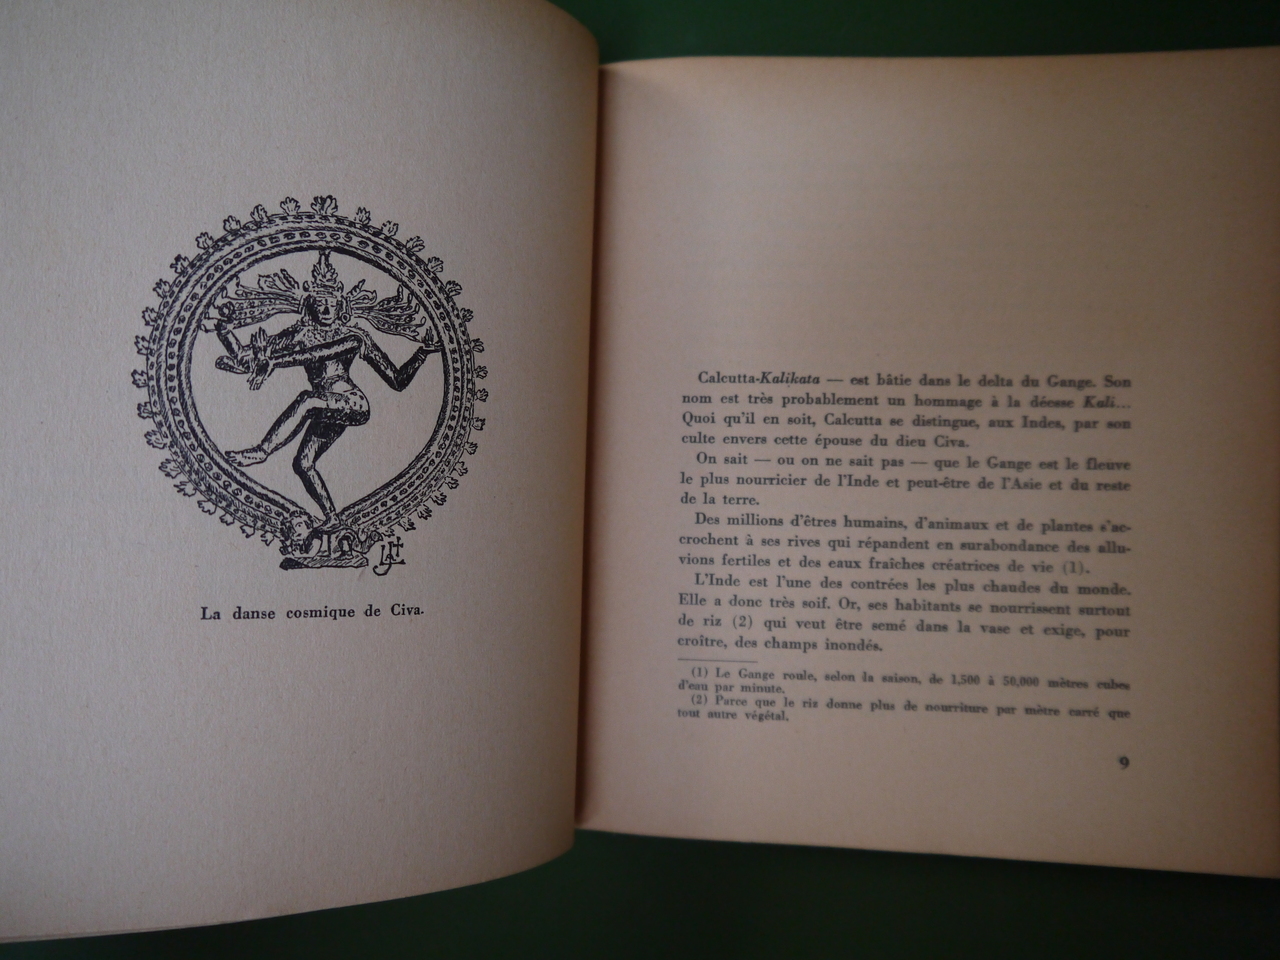 La danse cosmique de Civa.
Calcutta-Kalikata — est bâtie dans le delta du Gange. Son
nom est très probablement un hommage à la déesse Kali...
Quoi qu'il en soit, Calcutta se distingue, aux Indes, par son
culte envers cette épouse du dieu Civa.
On sait — ou on ne sait pas — que le Gange est le fleuve
le plus nourricier de l'Inde et peut-être de l'Asie et du reste
de la terre.
Des millions d'êtres humains, d'animaux et de plantes s'ac-
crochent à ses rives qui répandent en surabondance des allu-
vions fertiles et des eaux fraîches créatrices de vie (1).
L'Inde est l'une des contrées les plus chaudes du monde.
Elle a donc très soif. Or, ses habitants se nourrissent surtout
de riz (2) qui veut être semé dans la vase et exige, pour
croître, des champs inondés.
(1) Le Gange roule, selon la saison, de 1,500 à 50,000 mètres cubes
d'eau par minute.
(2) Parce que le riz donne plus de nourriture par mètre carré que
tout autre végétal.
9